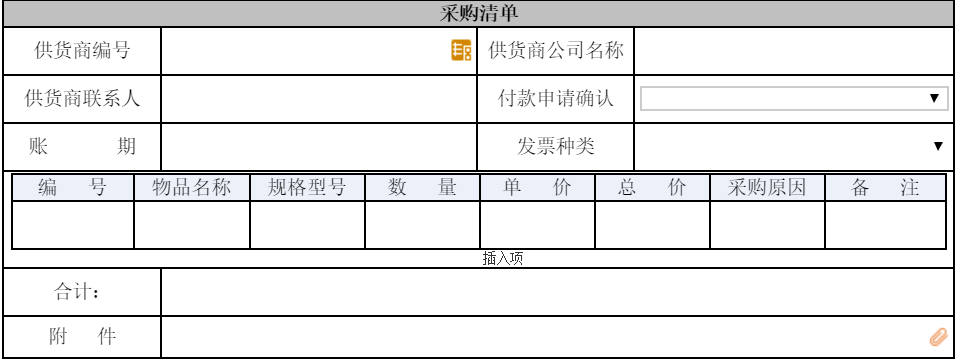 采购清单
供货商编号 供货商公司名称
供货商联系人 付款申请确认
账 期 发票种类
编 号 物品名称 规格型号 数 量 单 价 总 价 采购原因 备 注
插入项
合计：
附 件